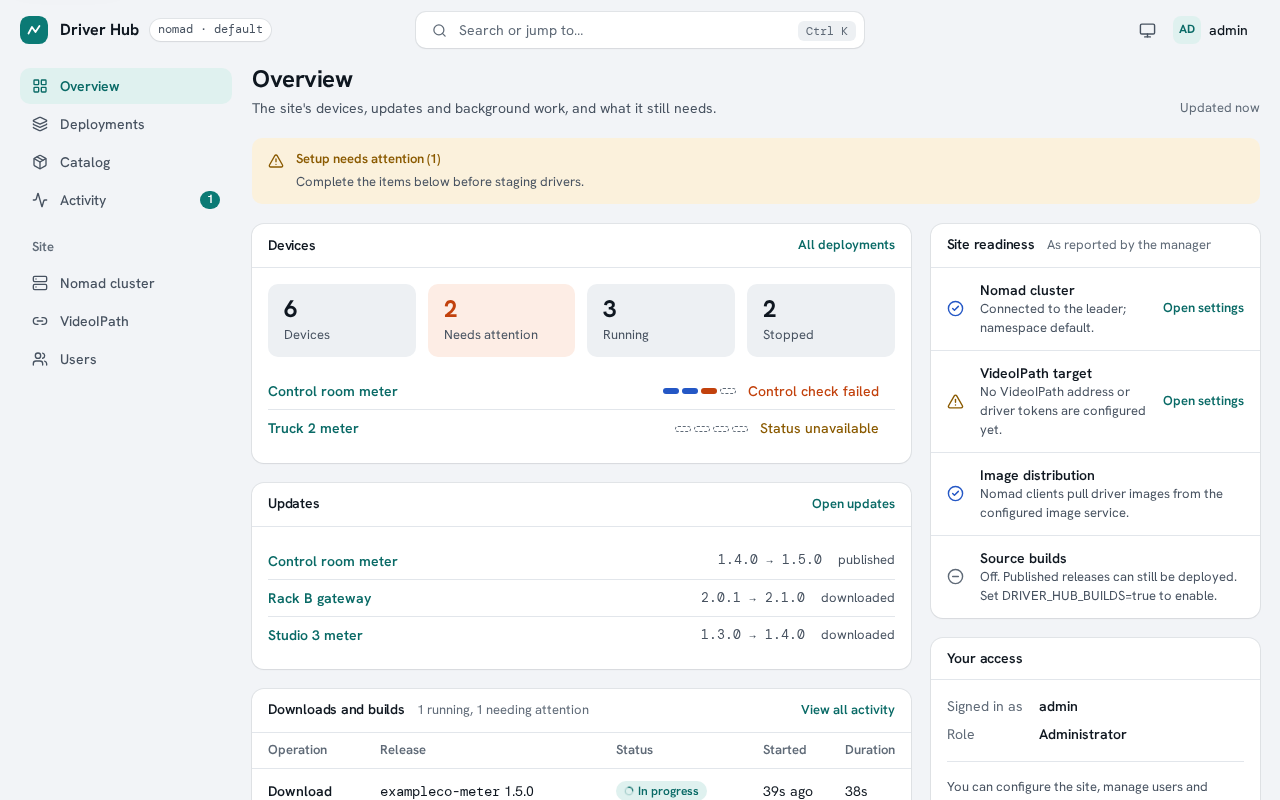 Driver Hub
nomad · default
Search or jump to...
Ctrl K
AD
admin
Overview
Deployments
Catalog
Activity
1
Site
Nomad cluster
VideoIPath
Users
Overview
The site's devices, updates and background work, and what it still needs.
Updated now
Setup needs attention (1)
Complete the items below before staging drivers.
Devices
All deployments
6
Devices
2
Needs attention
3
Running
2
Stopped
Control room meter
Control check failed
Truck 2 meter
Status unavailable
Updates
Open updates
Control room meter
1.4.0 → 1.5.0
published
Rack B gateway
2.0.1 → 2.1.0
downloaded
Studio 3 meter
1.3.0 → 1.4.0
downloaded
Downloads and builds
1 running, 1 needing attention
View all activity
Operation
Release
Status
Started
Duration
Download
exampleco-meter 1.5.0
In progress
39s ago
38s
Site readiness
As reported by the manager
Nomad cluster
Connected to the leader;
namespace default.
Open settings
VideoIPath target
No VideoIPath address or
driver tokens are configured
yet.
Open settings
Image distribution
Nomad clients pull driver images from the
configured image service.
Source builds
Off. Published releases can still be deployed.
Set DRIVER_HUB_BUILDS=true to enable.
Your access
Signed in as
admin
Role
Administrator
You can configure the site, manage users and